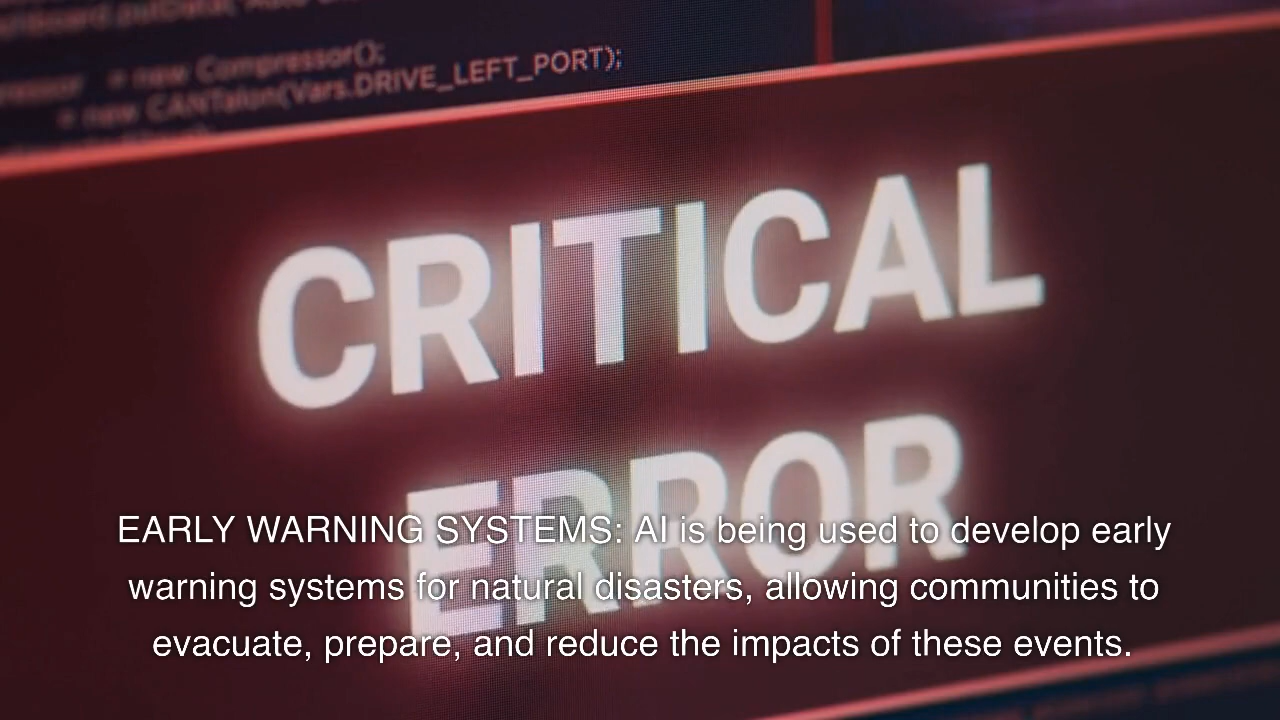 = new Compressor();
= new CANTalon(Vars.DRIVE_LEFT_PORT);
CRITICAL
ERROR
EARLY WARNING SYSTEMS: AI is being used to develop early
warning systems for natural disasters, allowing communities to
evacuate, prepare, and reduce the impacts of these events.